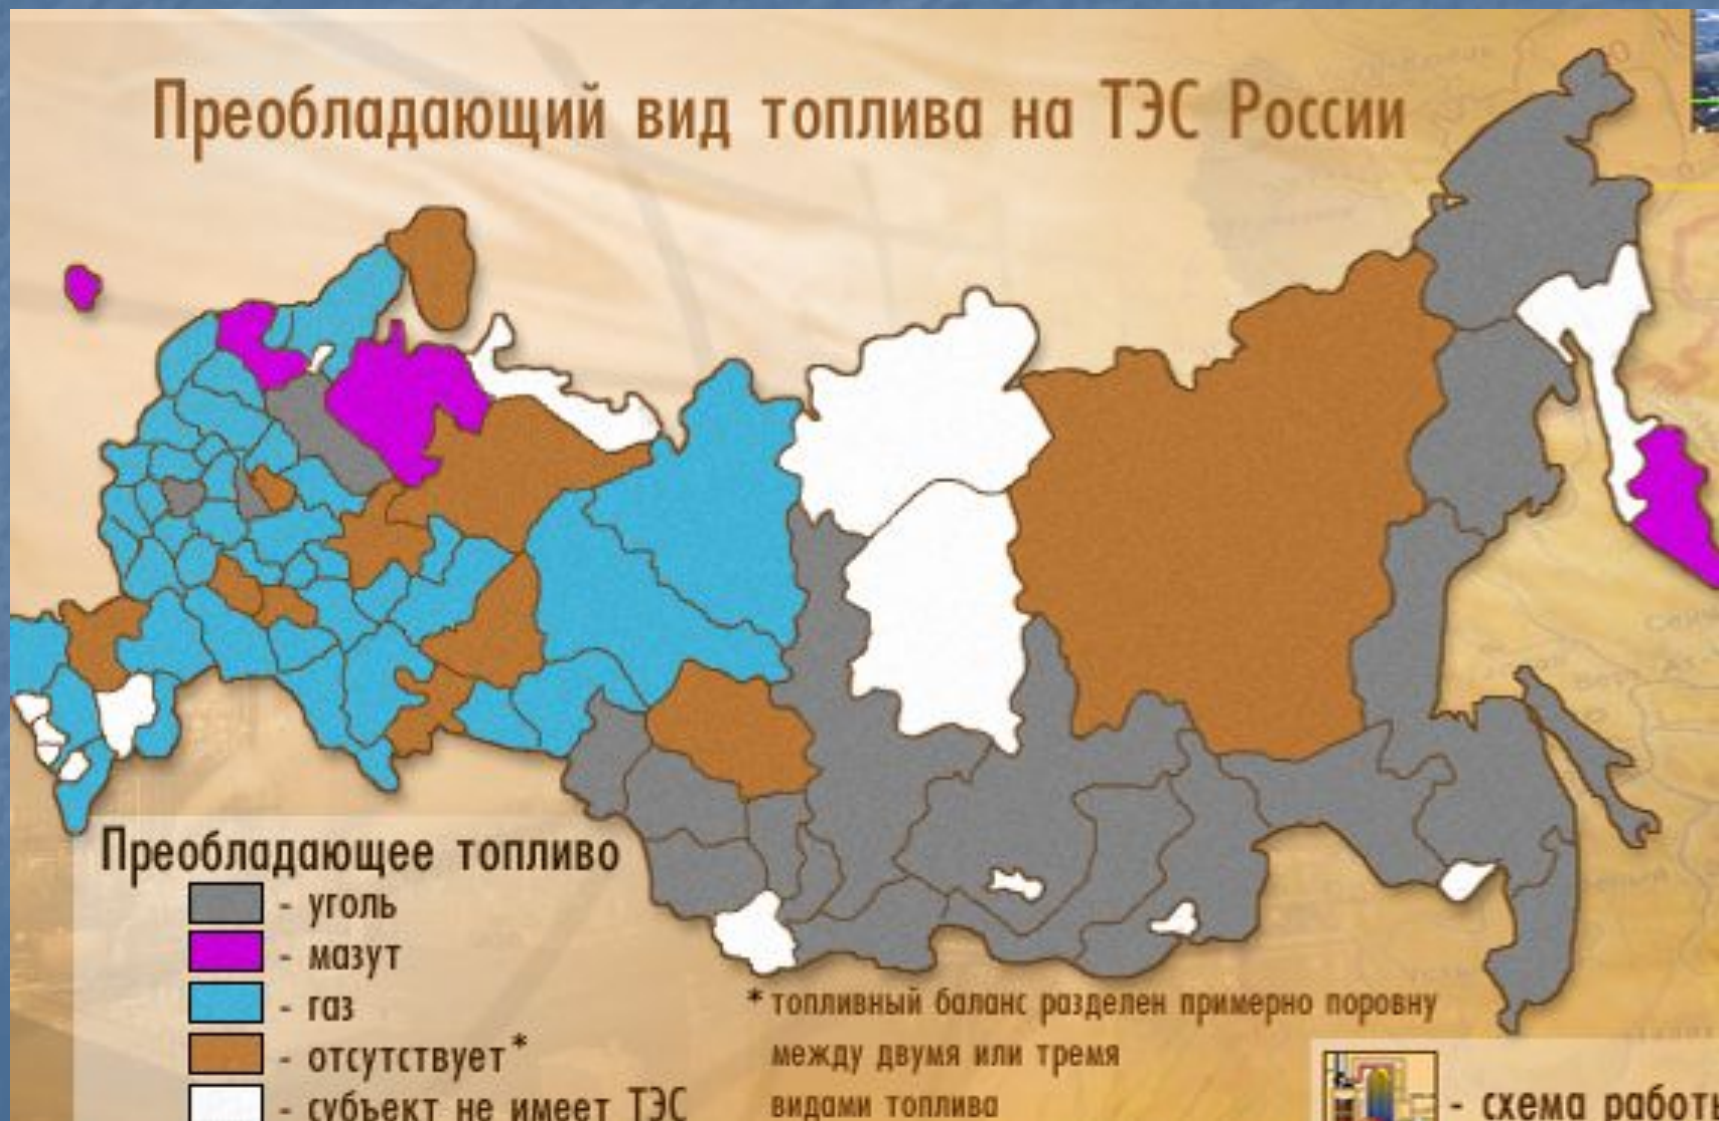 Преобладающий вид топлива на ТЭС России
Преобладающее топливо
- уголь
- мазут
- газ
- отсутствует*
- субъект не имеет ТЭС
* топливный баланс разделен примерно поровну
между двумя или тремя
видами топлива
- схема работы